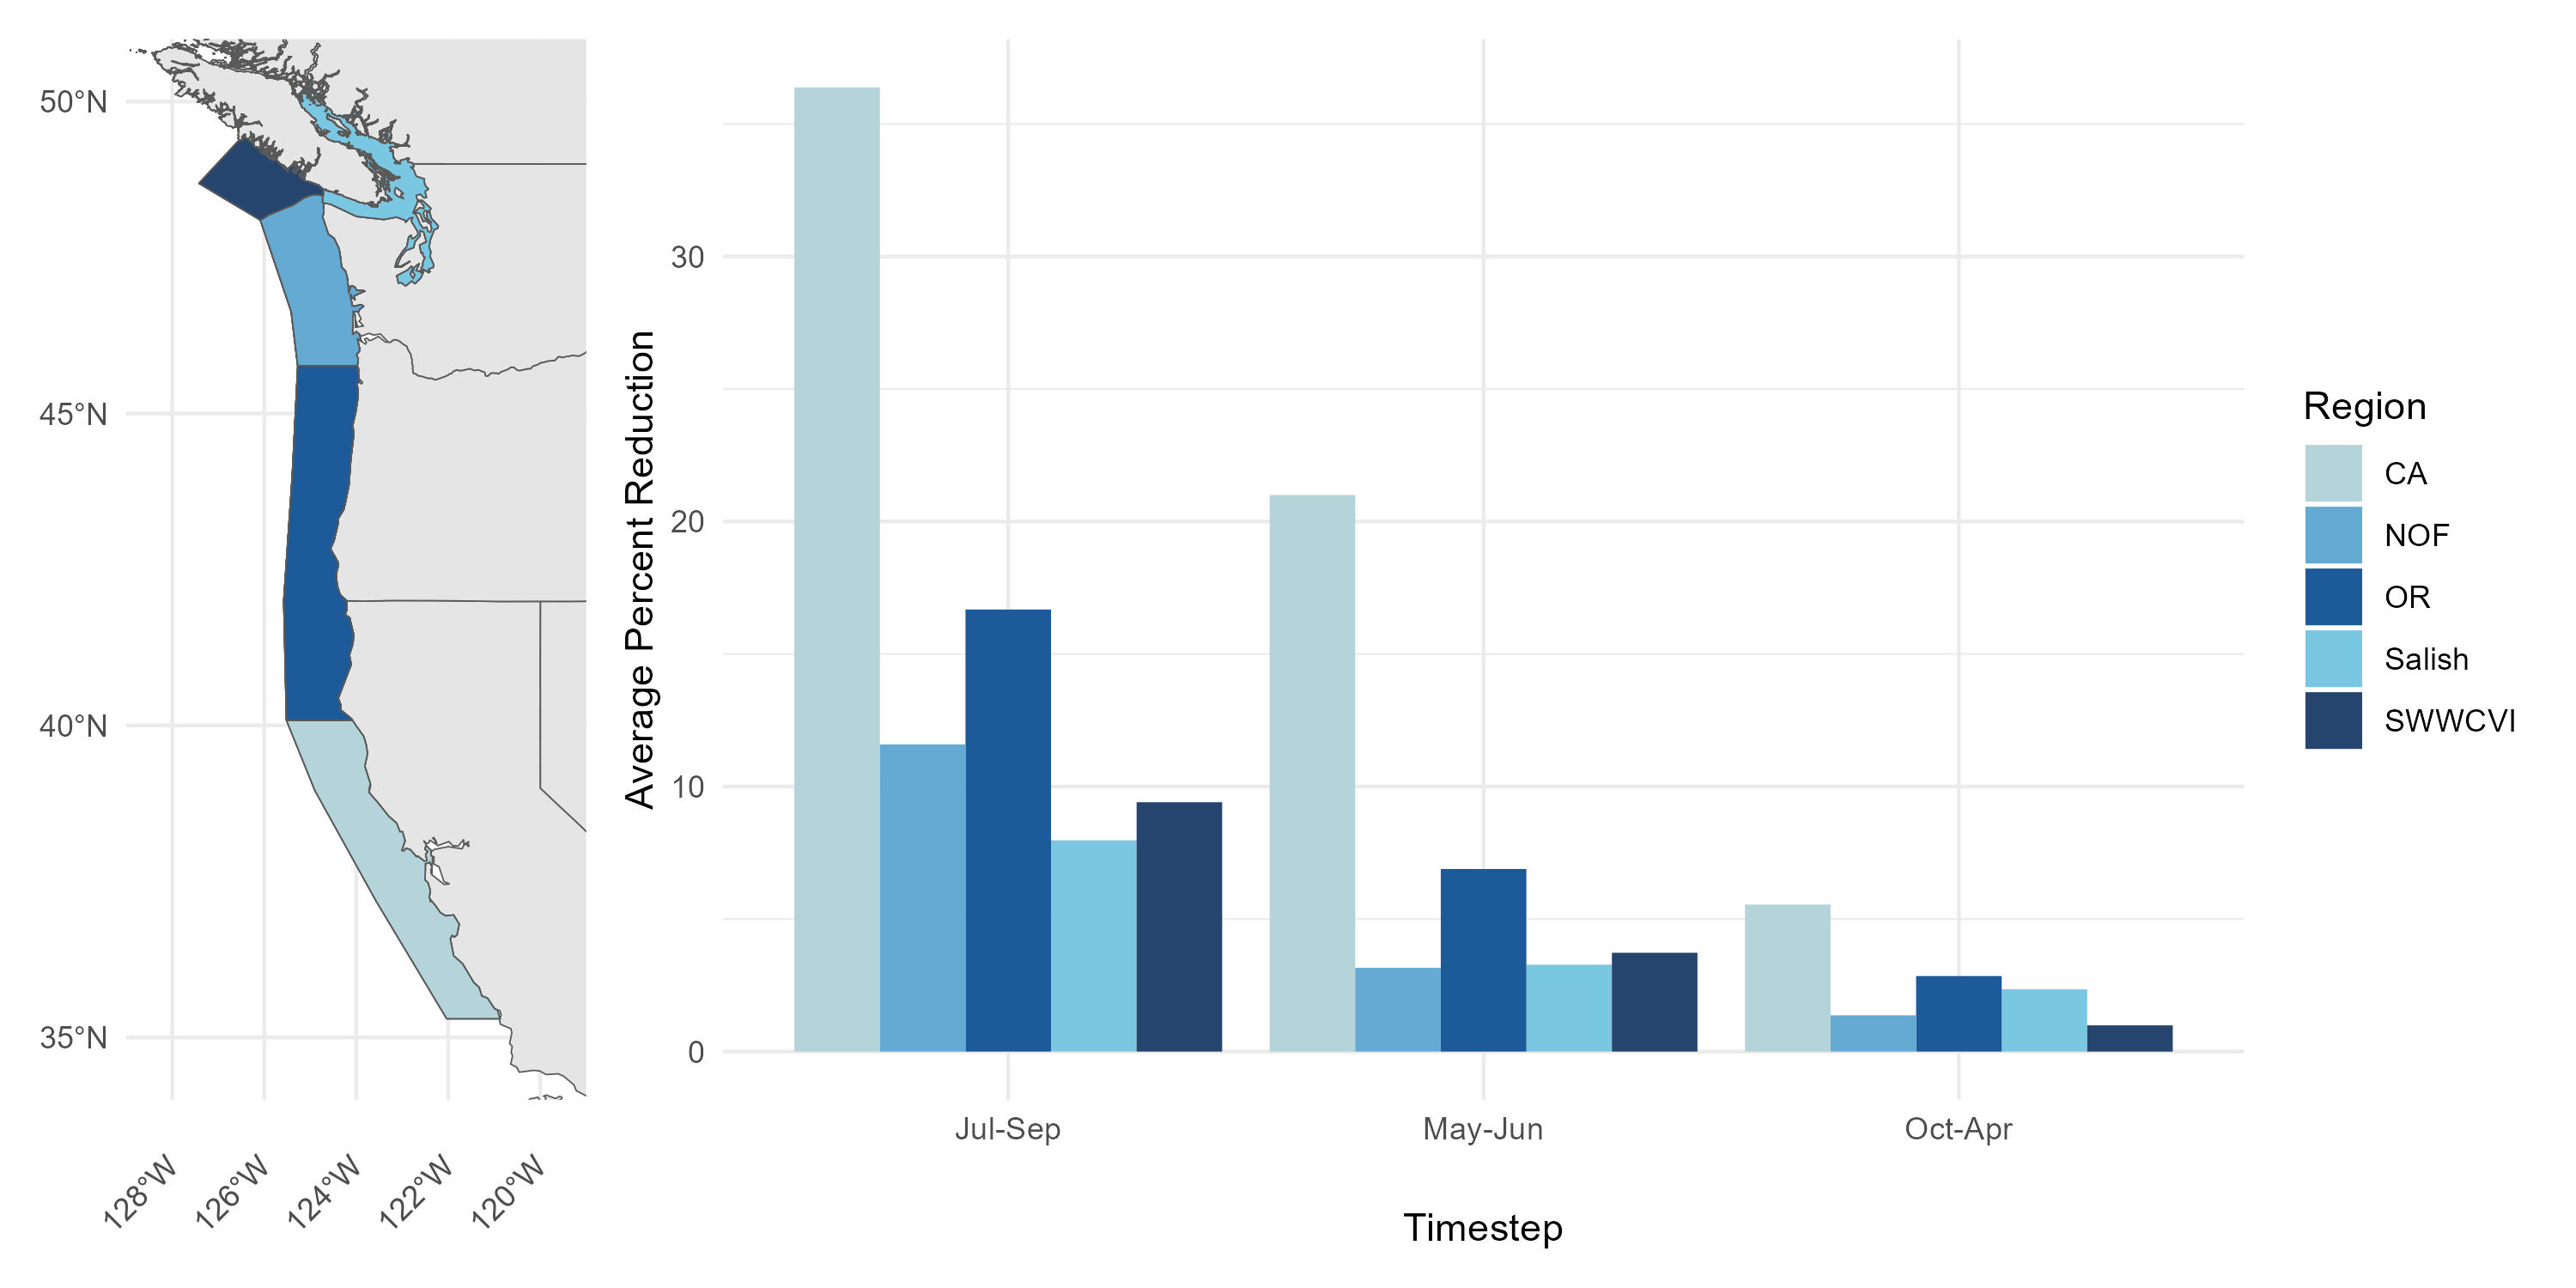 50°N
45°N
40°N
35°N
128°W
126°W
124°W
122°W
120°W
Average Percent Reduction
30
20
10
0
Jul-Sep
May-Jun
Oct-Apr
Timestep
Region
CA
NOF
OR
Salish
SWWCVI